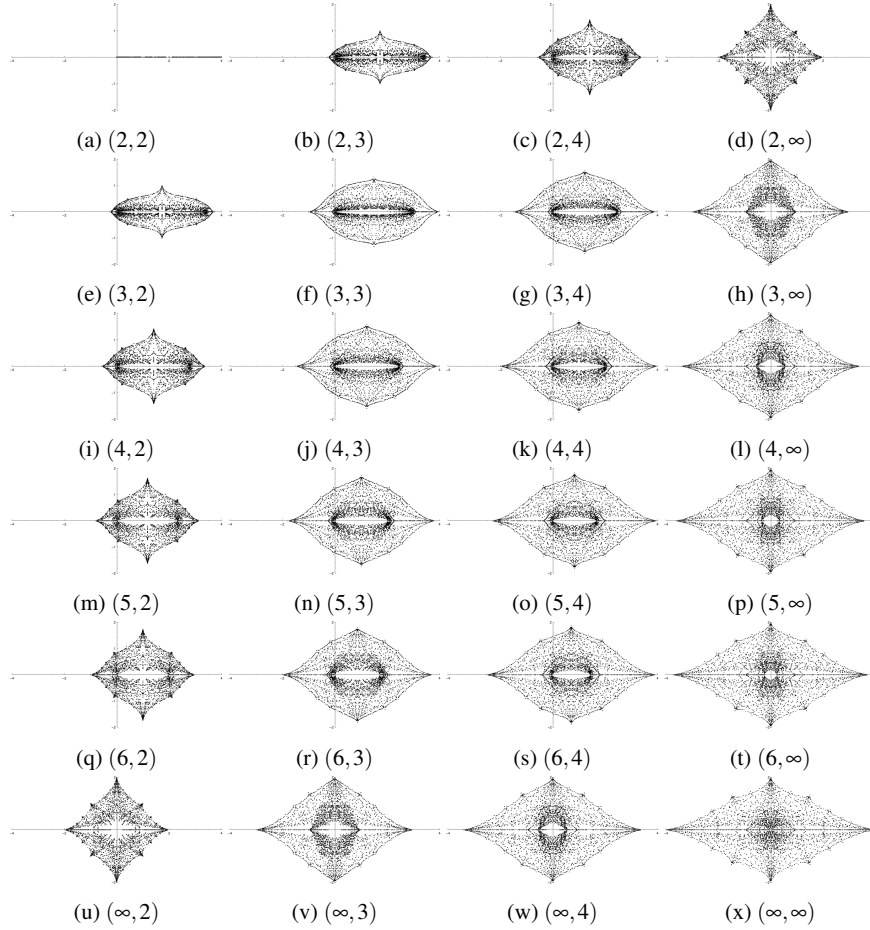 (a) (2,2) (b) (2,3) (c) (2,4) (d) (2,∞)
(e) (3,2) (f) (3,3) (g) (3,4) (h) (3,∞)
(i) (4,2) (j) (4,3) (k) (4,4) (l) (4,∞)
(m) (5,2) (n) (5,3) (o) (5,4) (p) (5,∞)
(q) (6,2) (r) (6,3) (s) (6,4) (t) (6,∞)
(u) (∞,2) (v) (∞,3) (w) (∞,4) (x) (∞,∞)